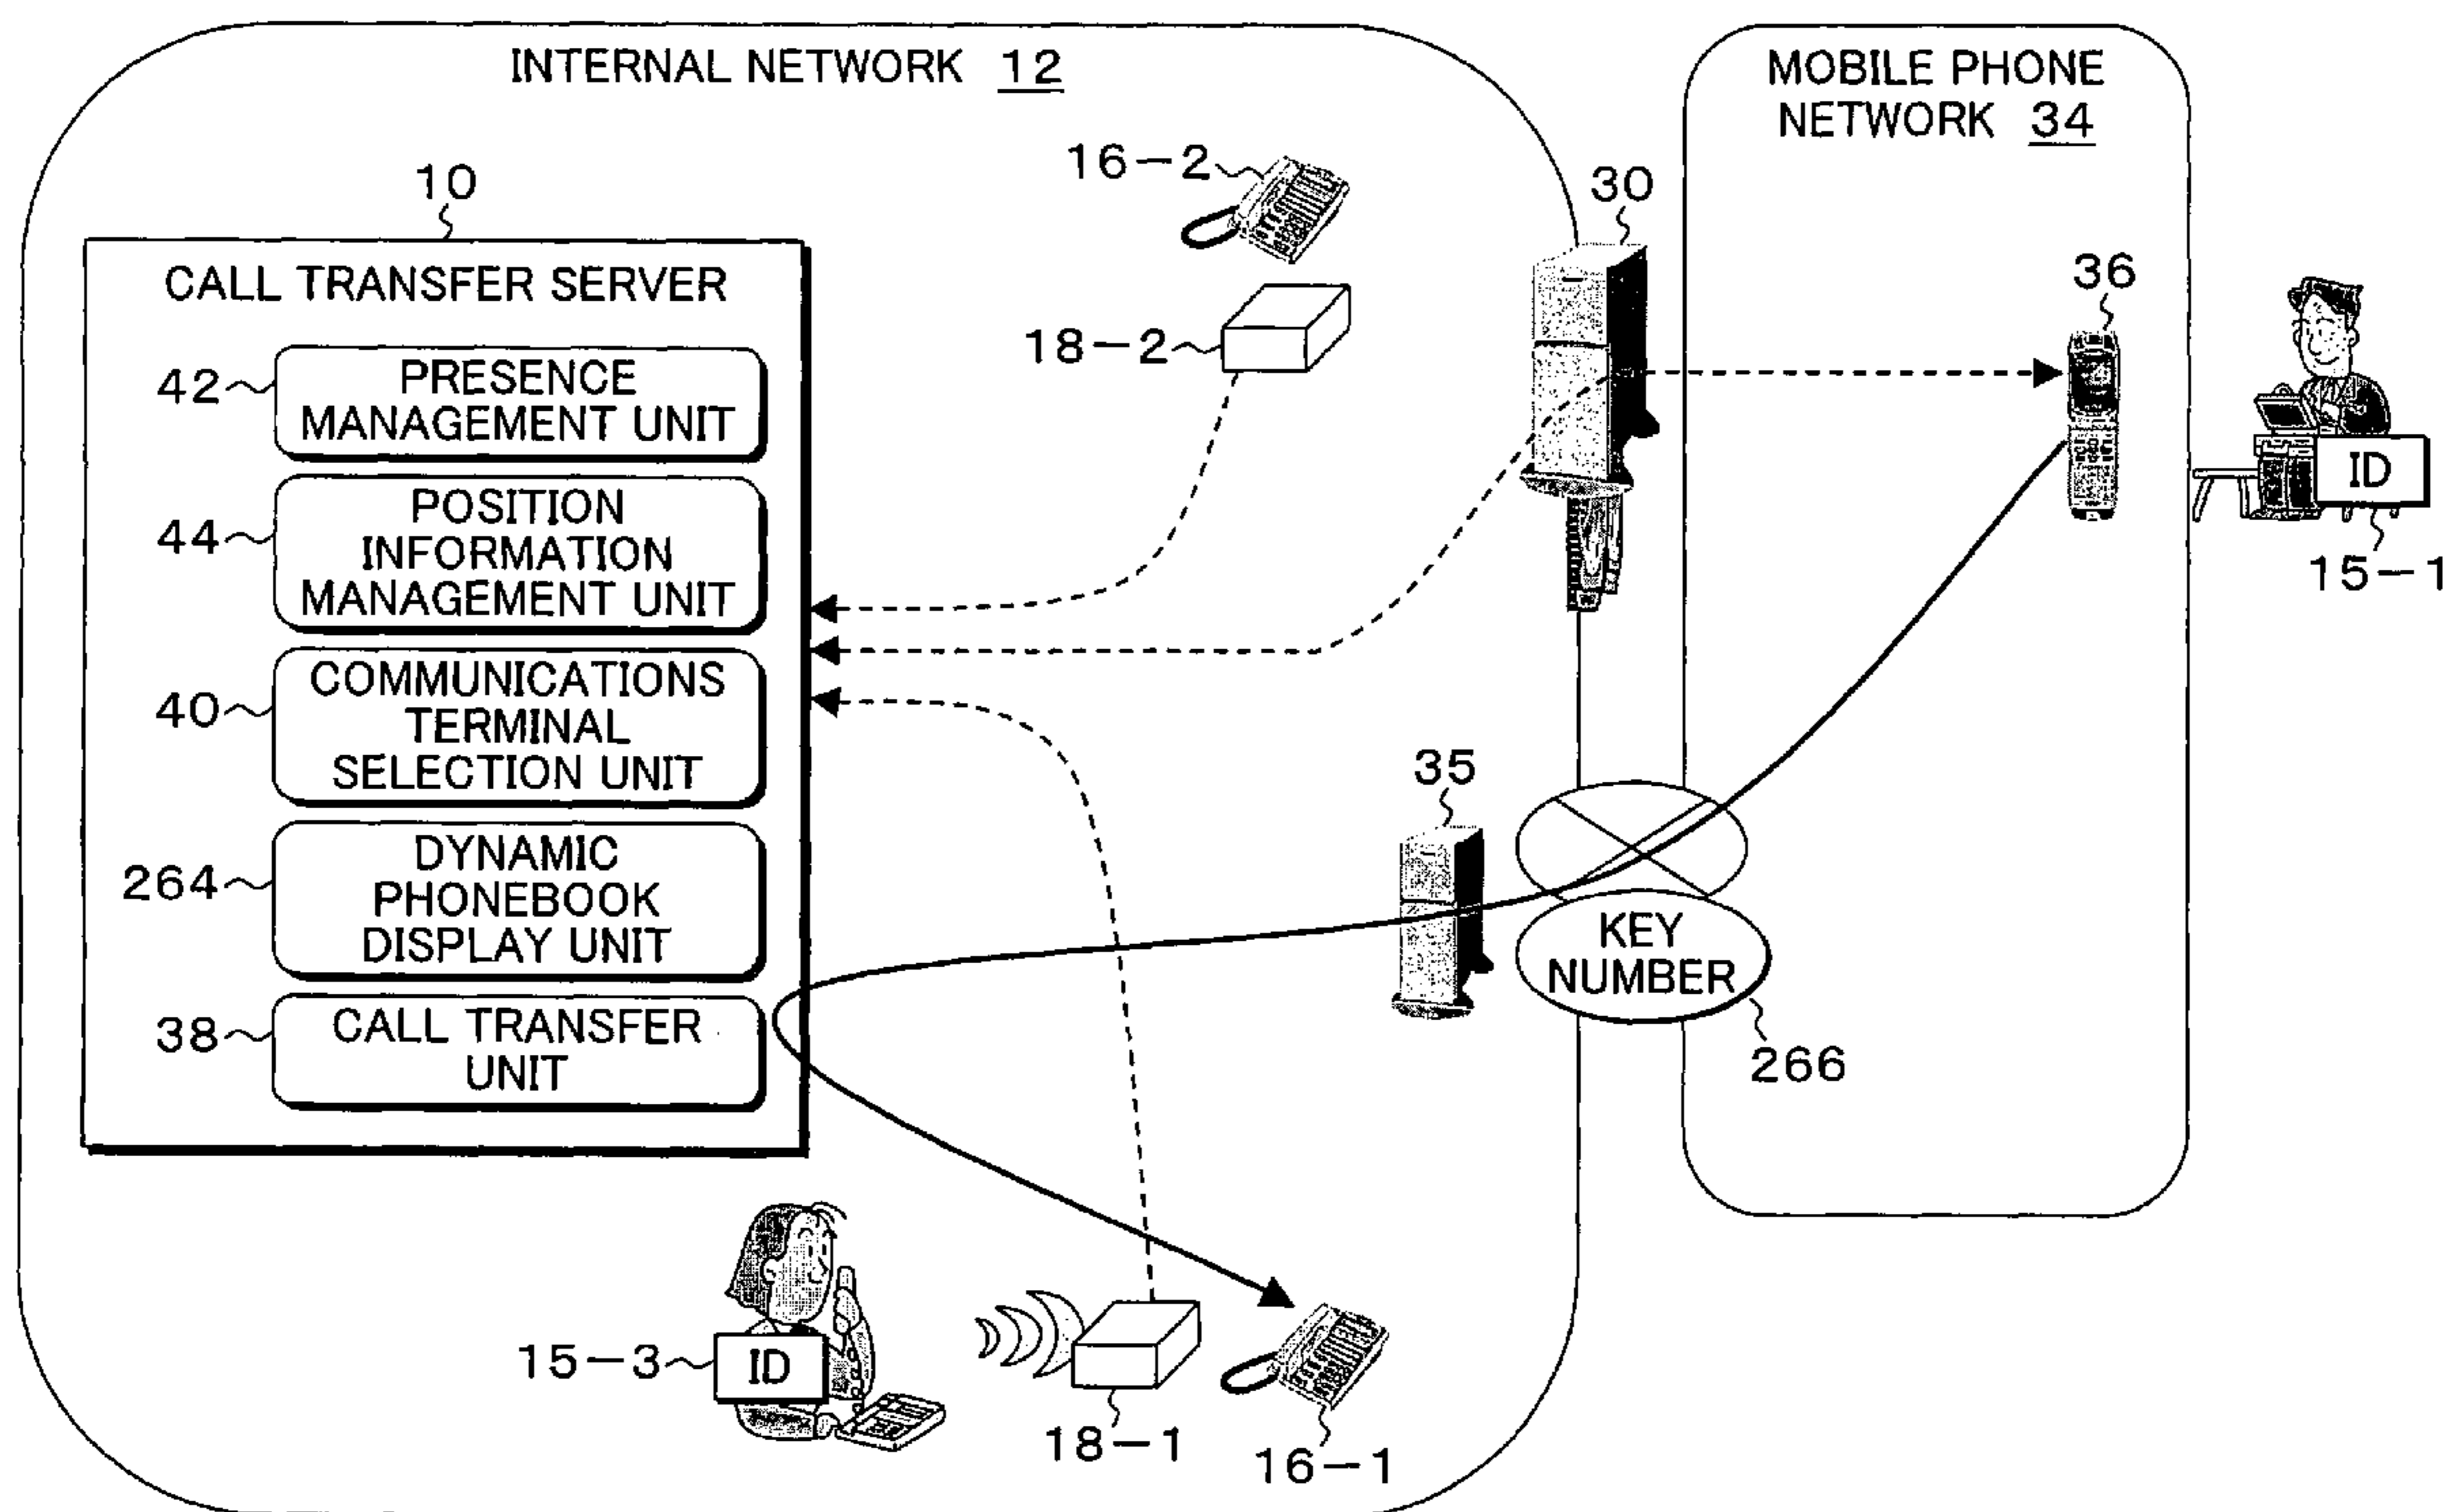 INTERNAL NETWORK 12
MOBILE PHONE
NETWORK 34
16-2
30
10
36
CALL TRANSFER SERVER
18-2
42
PRESENCE
MANAGEMENT UNIT
ID
15-1
44
POSITION
INFORMATION
MANAGEMENT UNIT
40
COMMUNICATIONS
TERMINAL
SELECTION UNIT
35
264
DYNAMIC
PHONEBOOK
DISPLAY UNIT
KEY
NUMBER
266
38
CALL TRANSFER
UNIT
15-3
ID
18-1
16-1